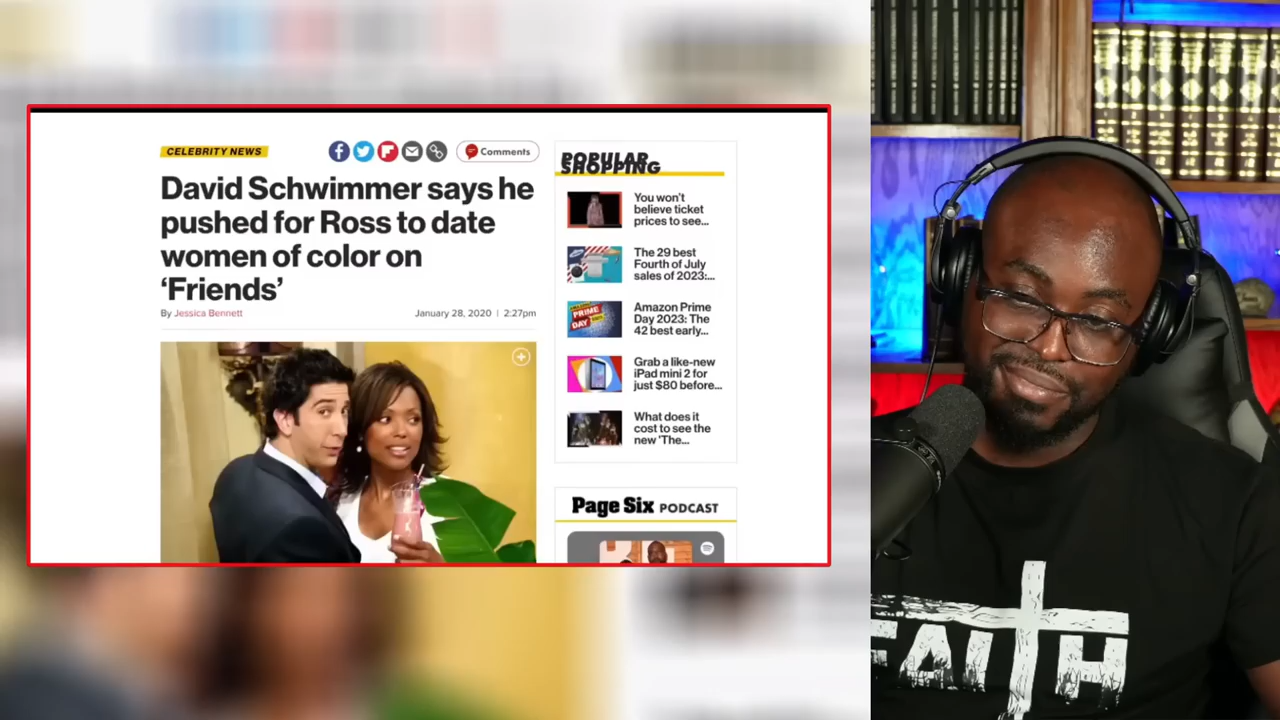 CELEBRITY NEWS
Comments
David Schwimmer says he
pushed for Ross to date
women of color on
‘Friends’
By Jessica Bennett
January 28, 2020 | 2:27pm
POPULAR
SHOPPING
You won’t
believe ticket
prices to see...
The 29 best
Fourth of July
sales of 2023:...
PRIME
DAY
Amazon Prime
Day 2023: The
42 best early...
Grab a like-new
iPad mini 2 for
just $80 before...
What does it
cost to see the
new 'The...
Page Six PODCAST
FAITH